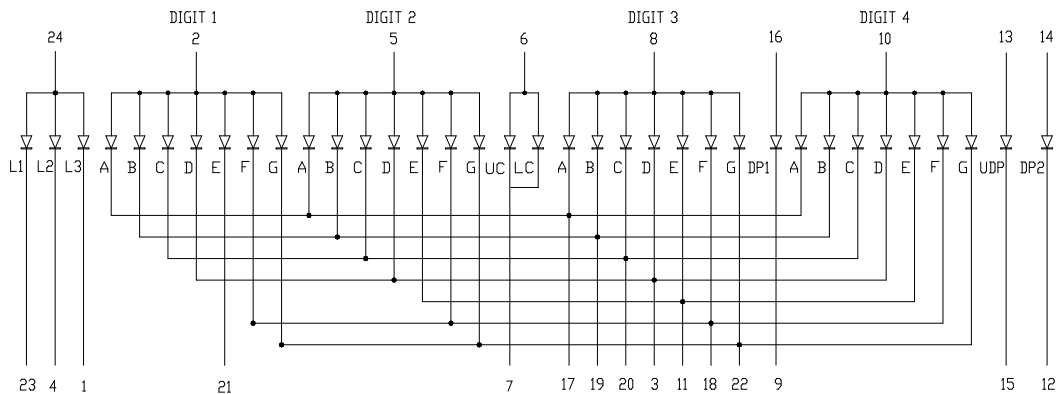 DIGIT 1 DIGIT 2 DIGIT 3 DIGIT 4
24 2 5 6 8 16 10 13 14
L1 L2 L3 A B C D E F G A B C D E F G UC LC A B C D E F G DP1 A B C D E F G UDP DP2
23 4 1 21 7 17 19 20 3 11 18 22 9 15 12